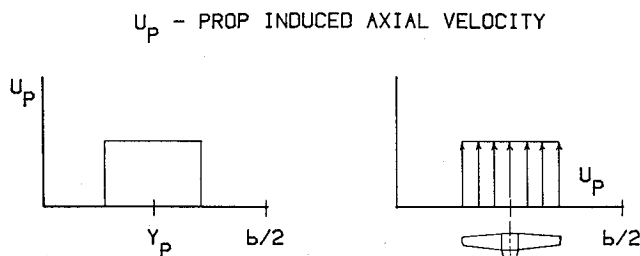 U_P - PROP INDUCED AXIAL VELOCITY
U_P
Y_P
b/2
U_P
b/2